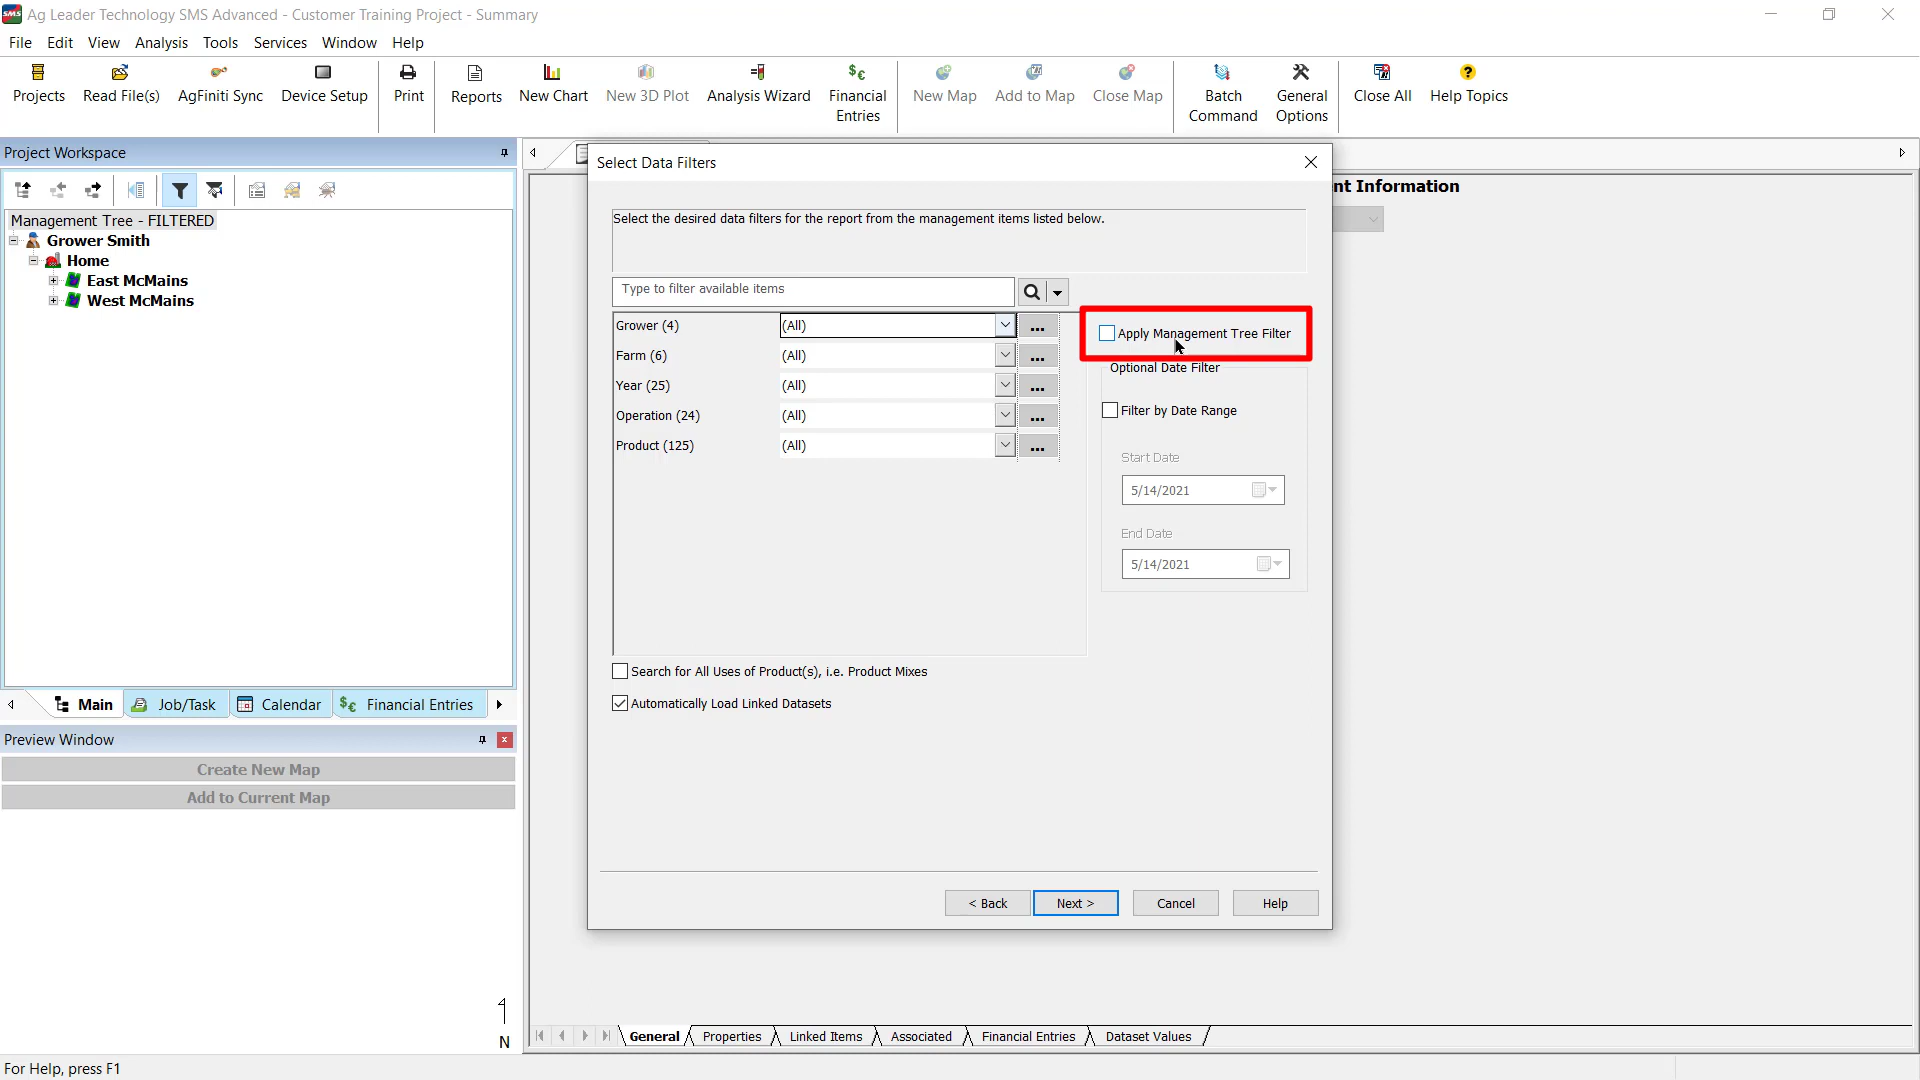 SMS Ag Leader Technology SMS Advanced - Customer Training Project - Summary
File Edit View Analysis Tools Services Window Help
Projects Read File(s) AgFiniti Sync Device Setup Print Reports New Chart New 3D Plot Analysis Wizard Financial Entries New Map Add to Map Close Map Batch Command General Options Close All Help Topics
Project Workspace
Management Tree - FILTERED
Grower Smith
Home
East McMains
West McMains
Main Job/Task Calendar Financial Entries
Preview Window
Create New Map
Add to Current Map
N
nt Information
Select Data Filters
Select the desired data filters for the report from the management items listed below.
Type to filter available items
Grower (4) (All) ...
Farm (6) (All) ...
Year (25) (All) ...
Operation (24) (All) ...
Product (125) (All) ...
Apply Management Tree Filter
Optional Date Filter
Filter by Date Range
Start Date
5/14/2021
End Date
5/14/2021
Search for All Uses of Product(s), i.e. Product Mixes
Automatically Load Linked Datasets
< Back Next > Cancel Help
General Properties Linked Items Associated Financial Entries Dataset Values
For Help, press F1